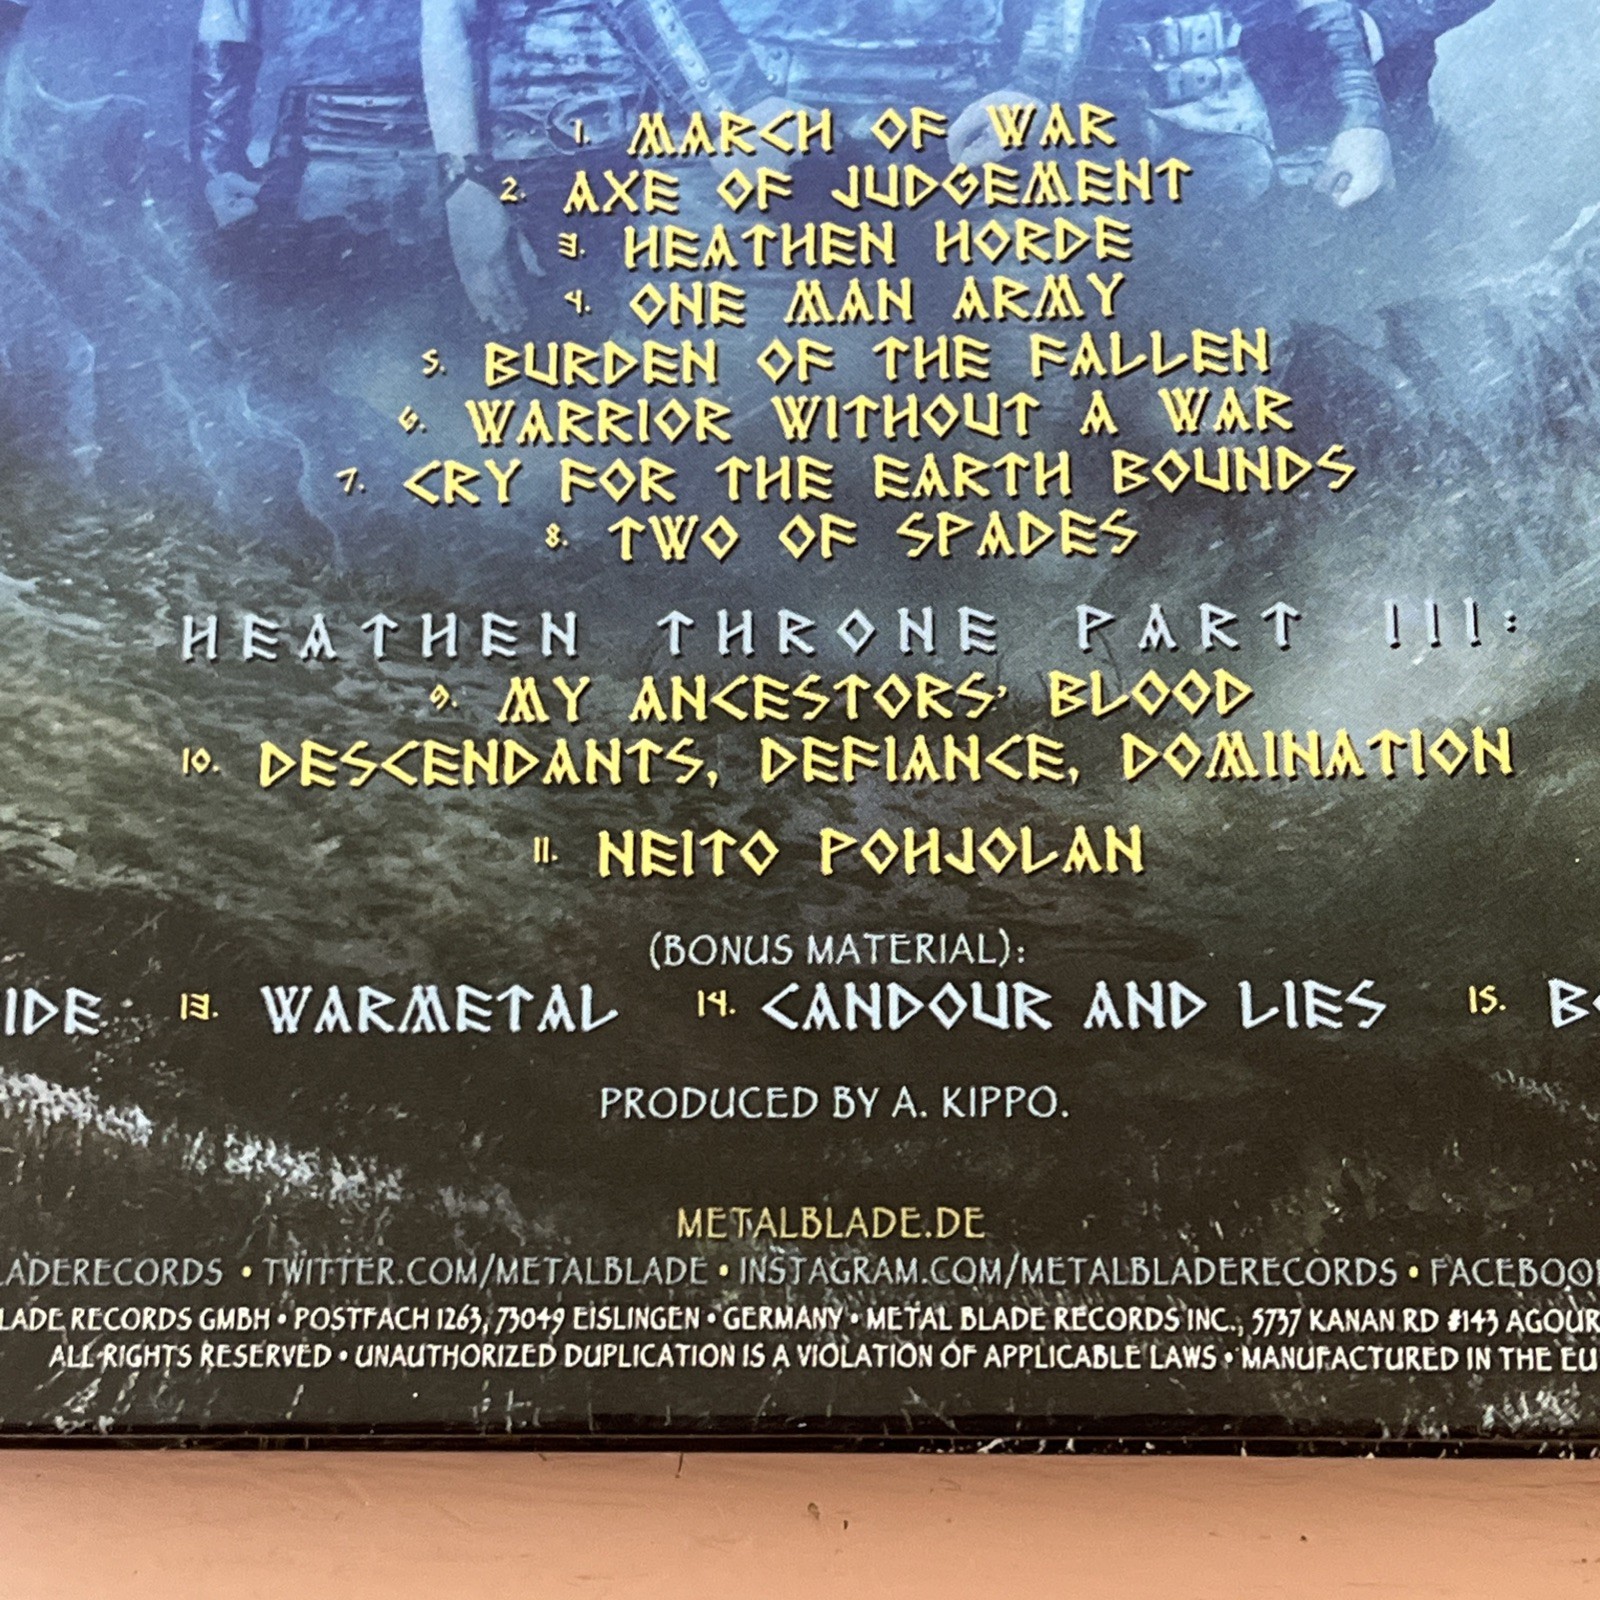 1. MARCH OF WAR
2. AXE OF JUDGEMENT
3. HEATHEN HORDE
4. ONE MAN ARMY
5. BURDEN OF THE FALLEN
6. WARRIOR WITHOUT A WAR
7. CRY FOR THE EARTH BOUNDS
8. TWO OF SPADES
HEATHEN THRONE PART III:
9. MY ANCESTORS' BLOOD
10. DESCENDANTS, DEFIANCE, DOMINATION
11. NEITO POHJOLAN
(BONUS MATERIAL):
IDE 13. WARMETAL 14. CANDOUR AND LIES 15. BO
PRODUCED BY A. KIPPO.
METALBLADE.DE
LADERECORDS • TWITTER.COM/METALBLADE • INSTAGRAM.COM/METALBLADERECORDS • FACEBOO
LADE RECORDS GMBH • POSTFACH 1263, 73049 EISLINGEN • GERMANY • METAL BLADE RECORDS INC., 5737 KANAN RD #143 AGOUR
ALL RIGHTS RESERVED • UNAUTHORIZED DUPLICATION IS A VIOLATION OF APPLICABLE LAWS • MANUFACTURED IN THE EU